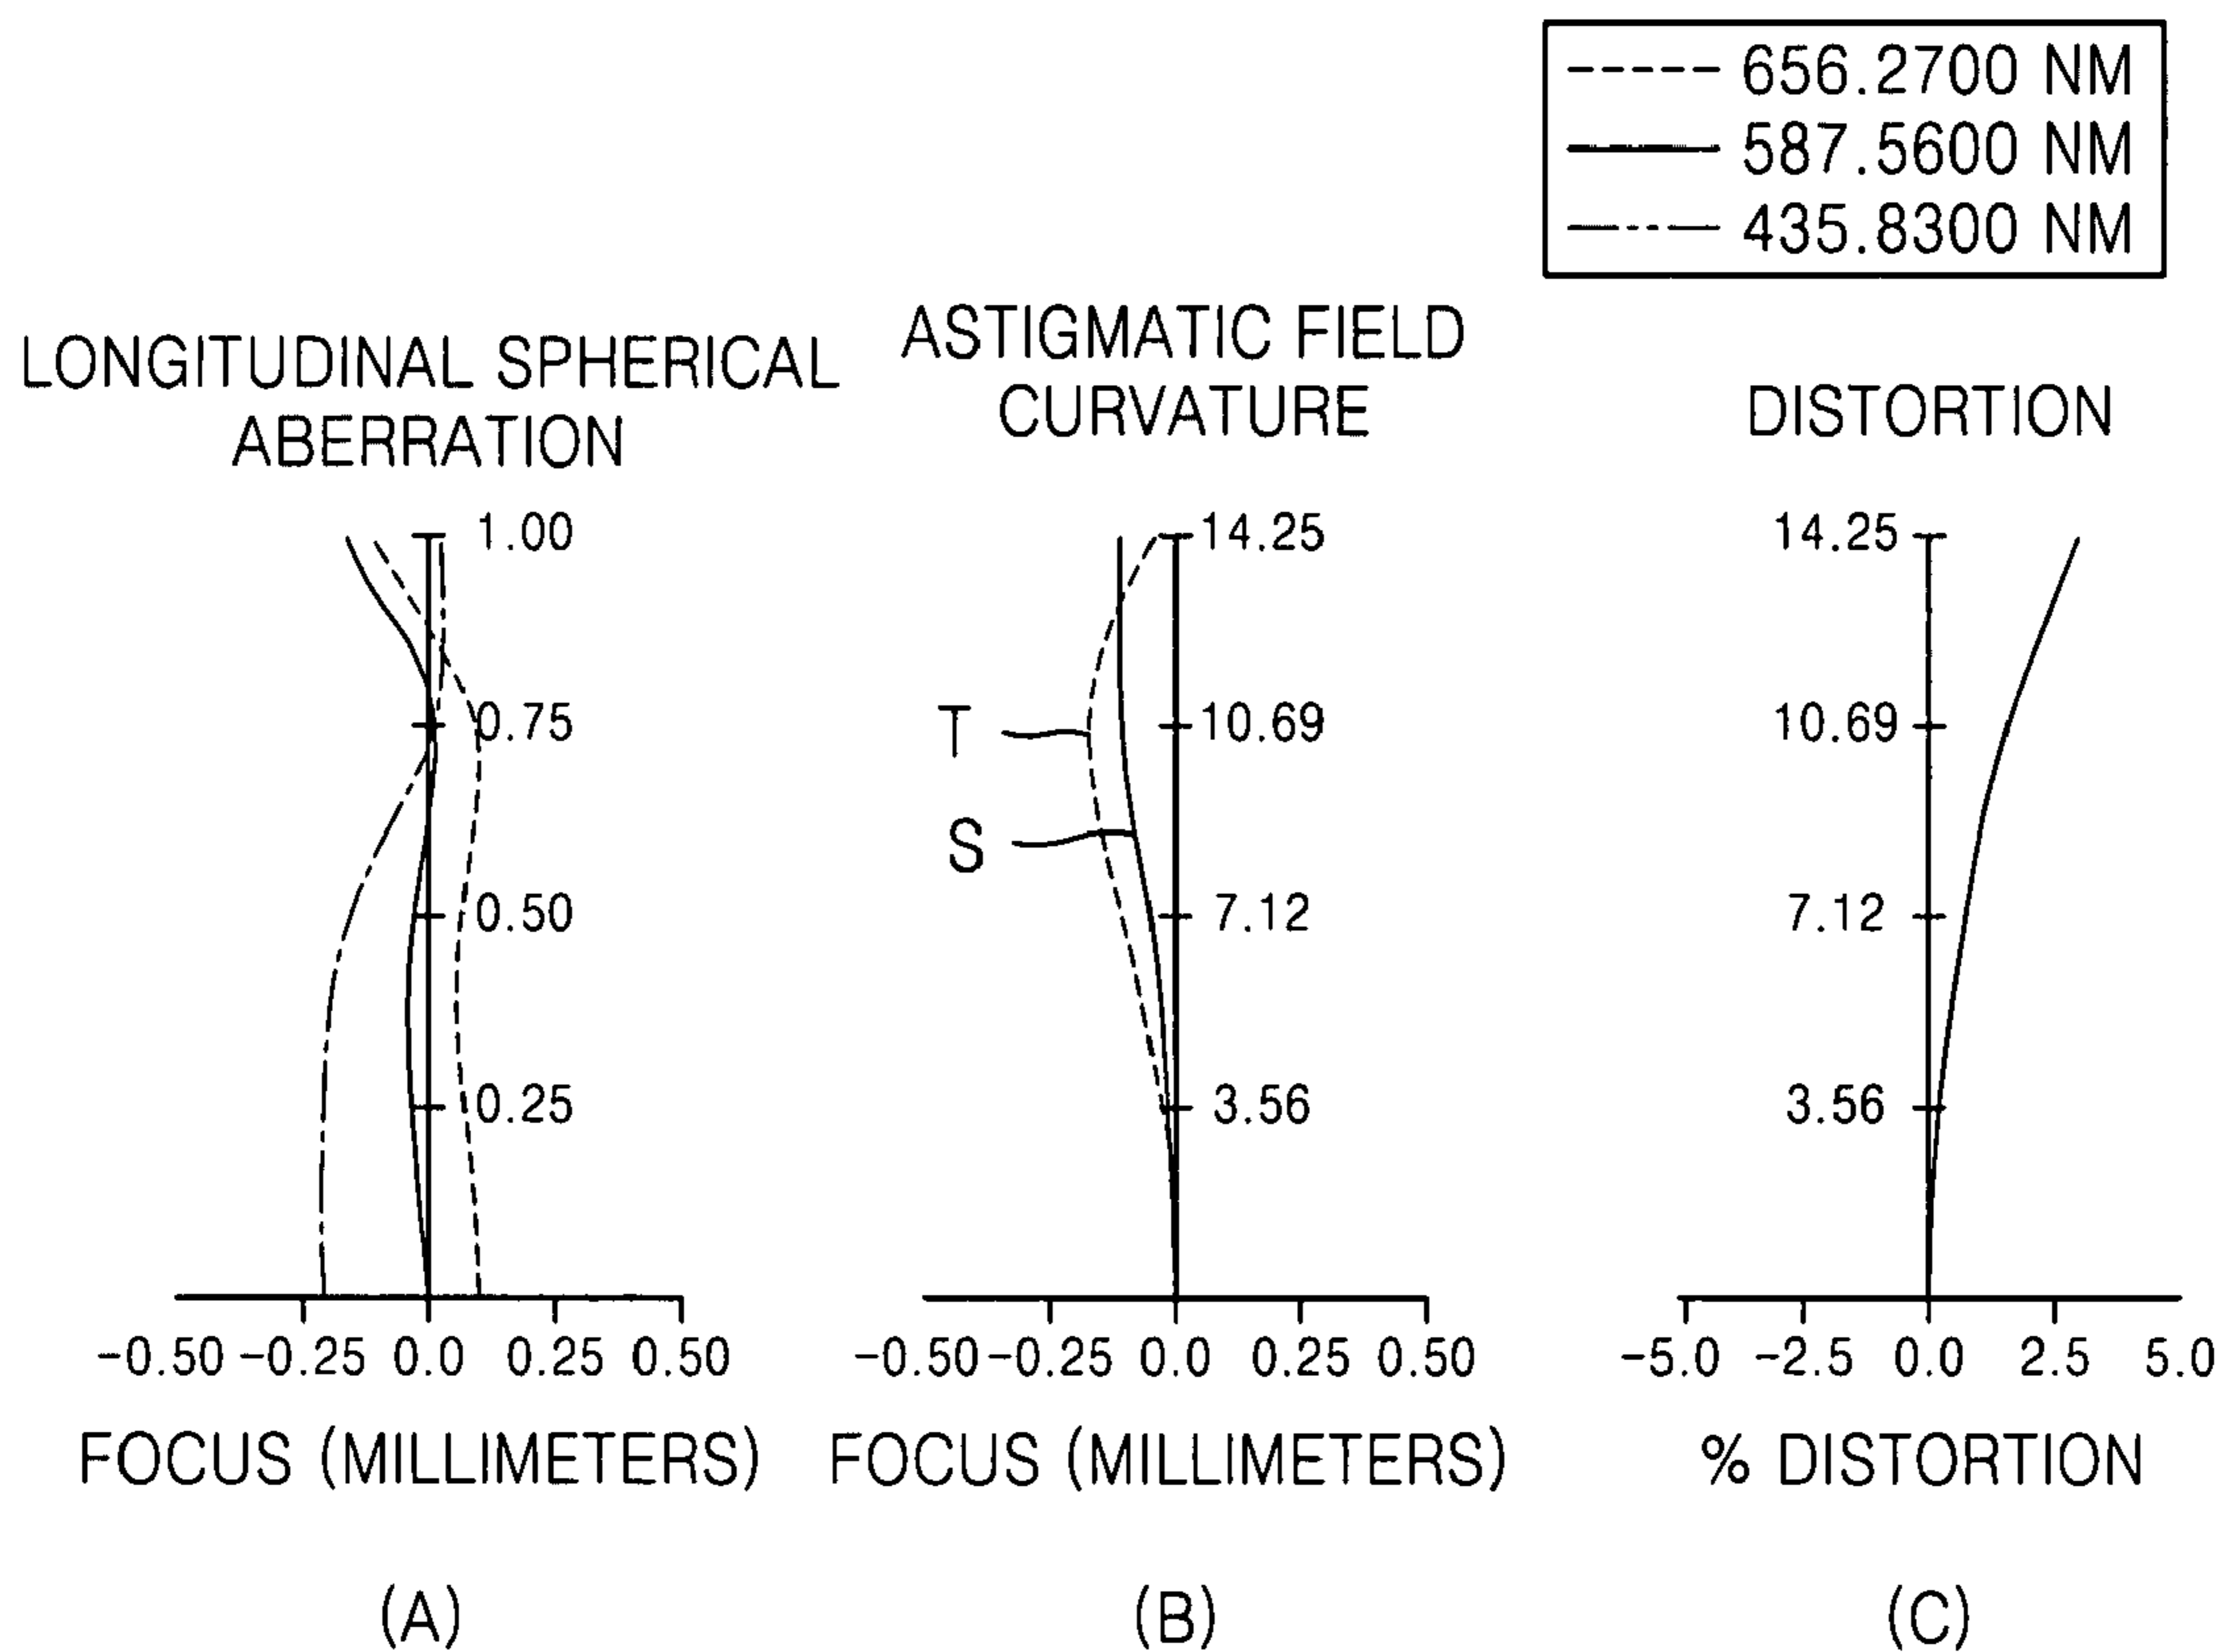 656.2700 NM
587.5600 NM
435.8300 NM
LONGITUDINAL SPHERICAL
ABERRATION
1.00
0.75
0.50
0.25
-0.50 -0.25 0.0 0.25 0.50
FOCUS (MILLIMETERS)
(A)
ASTIGMATIC FIELD
CURVATURE
14.25
10.69
T
S
7.12
3.56
-0.50 -0.25 0.0 0.25 0.50
FOCUS (MILLIMETERS)
(B)
DISTORTION
14.25
10.69
7.12
3.56
-5.0 -2.5 0.0 2.5 5.0
% DISTORTION
(C)